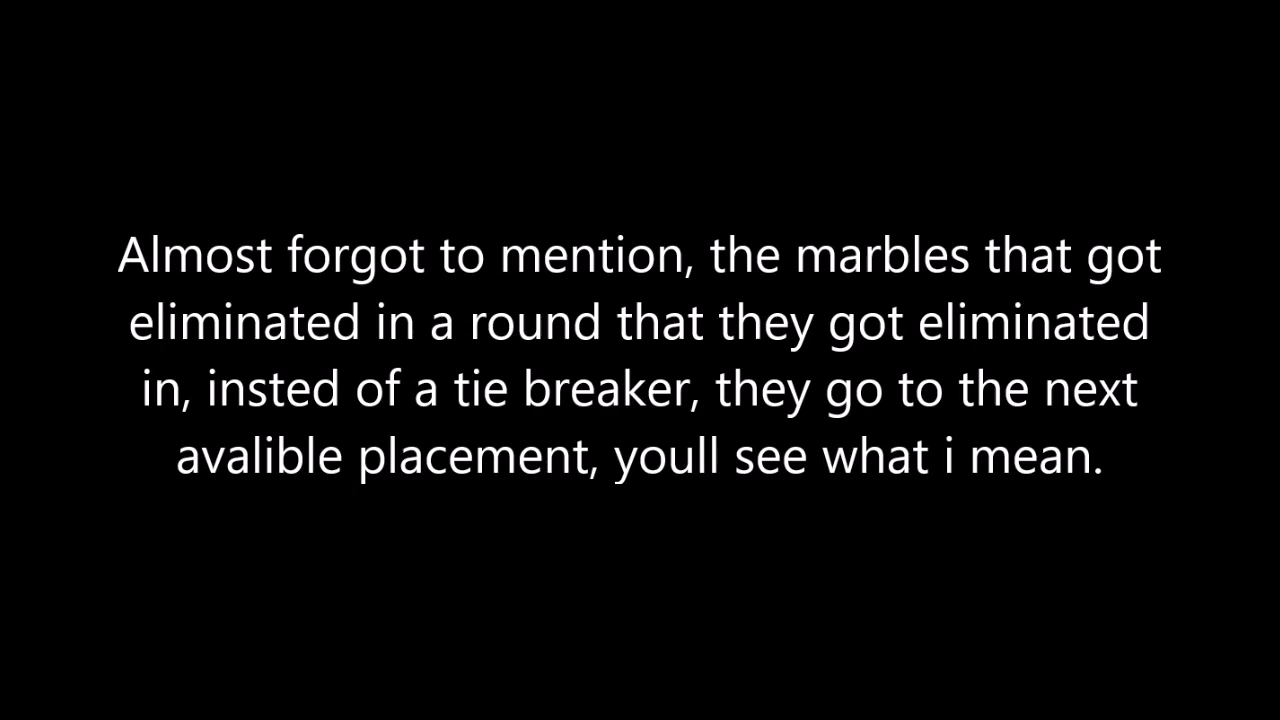 Almost forgot to mention, the marbles that got
eliminated in a round that they got eliminated
in, insted of a tie breaker, they go to the next
avalible placement, youll see what i mean.